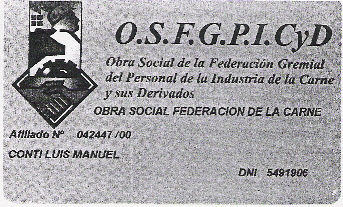 O.S.F.G.P.I.CyD
Obra Social de la Federación Gremial
del Personal de la Industria de la Carne
y sus Derivados
OBRA SOCIAL FEDERACION DE LA CARNE
Afiliado Nº 042447 /00
CONTI LUIS MANUEL
DNI 5491906